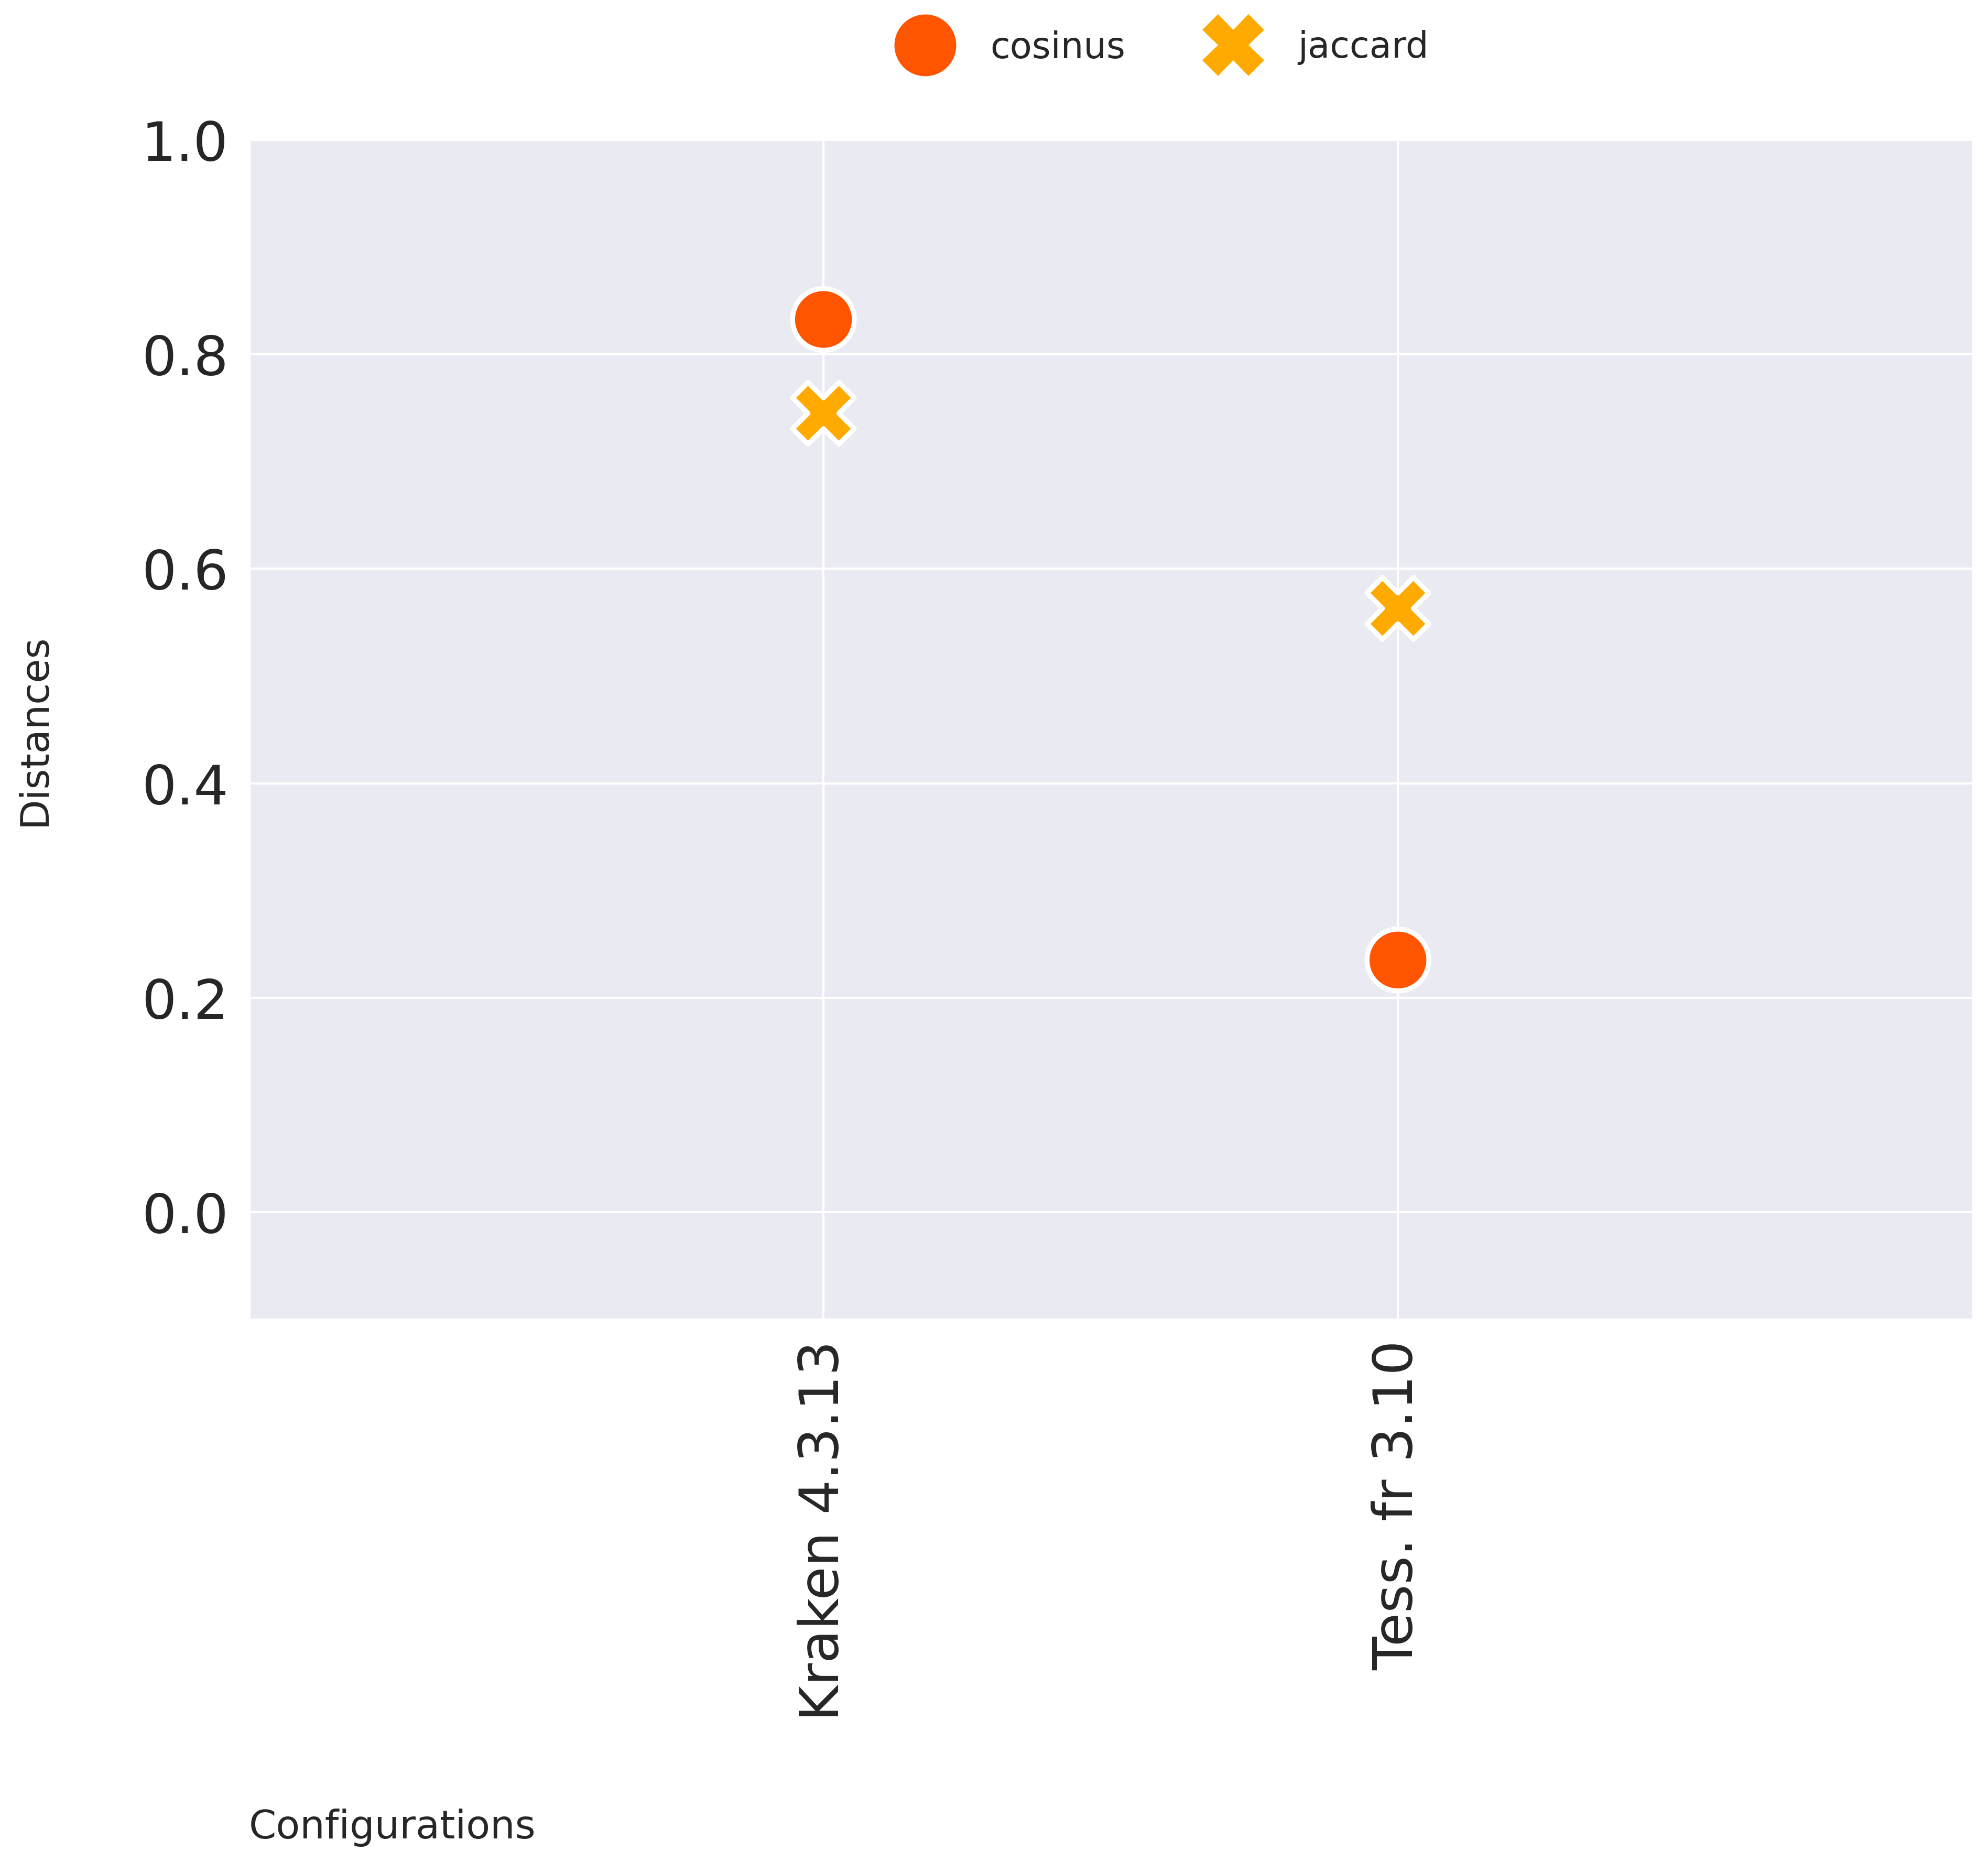 cosinus jaccard
1.0
0.8
0.6
0.4
0.2
0.0
Distances
Kraken 4.3.13
Tess. fr 3.10
Configurations